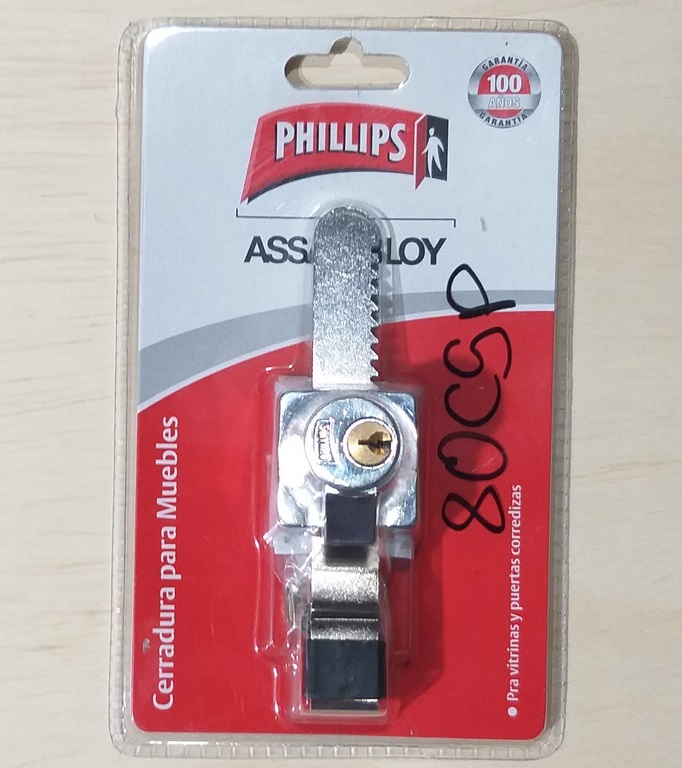 GARANTÍA
100
AÑOS
GARANTÍA
PHILLIPS
ASSA ABLOY
80CSP
Cerradura para Muebles
Pra vitrinas y puertas corredizas